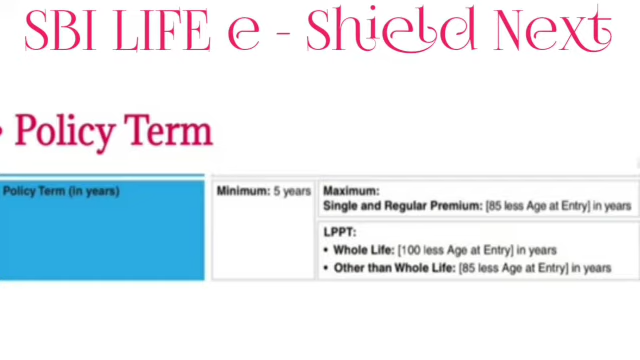 SBI LIFE e - Shield Next
• Policy Term
Policy Term (in years)
Minimum: 5 years
Maximum:
Single and Regular Premium: [85 less Age at Entry] in years
LPPT:
• Whole Life: [100 less Age at Entry] in years
• Other than Whole Life: [85 less Age at Entry] in years